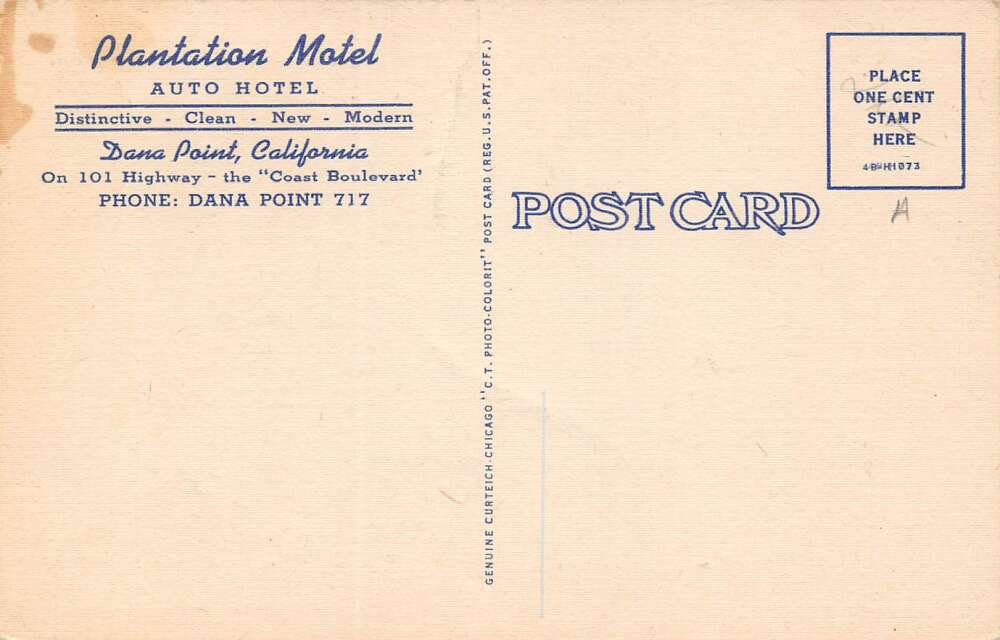 Plantation Motel
AUTO HOTEL
Distinctive - Clean - New - Modern
Dana Point, California
On 101 Highway - the "Coast Boulevard'
PHONE: DANA POINT 717
GENUINE CURTEICH-CHICAGO "C.T. PHOTO-COLORIT" POST CARD (REG. U.S. PAT. OFF.)
POST CARD
PLACE
ONE CENT
STAMP
HERE
4B-H1073
A